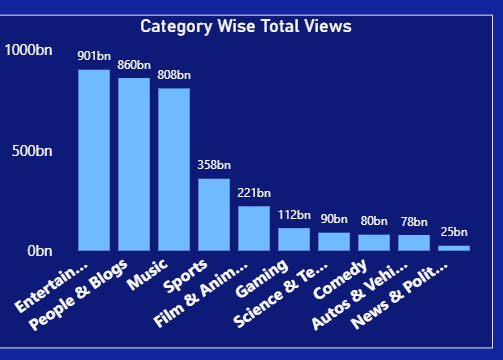 Category Wise Total Views
1000bn
500bn
0bn
901bn
860bn
808bn
358bn
221bn
112bn
90bn
80bn
78bn
25bn
Entertain...
People & Blogs
Music
Sports
Film & Anim...
Gaming
Science & Te...
Comedy
Autos & Vehi...
News & Polit...